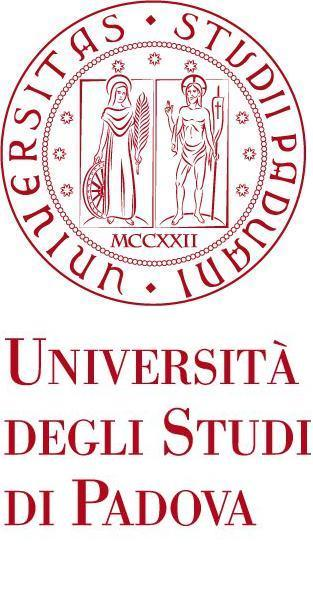 UNIVERSITAS STUDII PADUANI
MCCXXII
UNIVERSITÀ
DEGLI STUDI
DI PADOVA